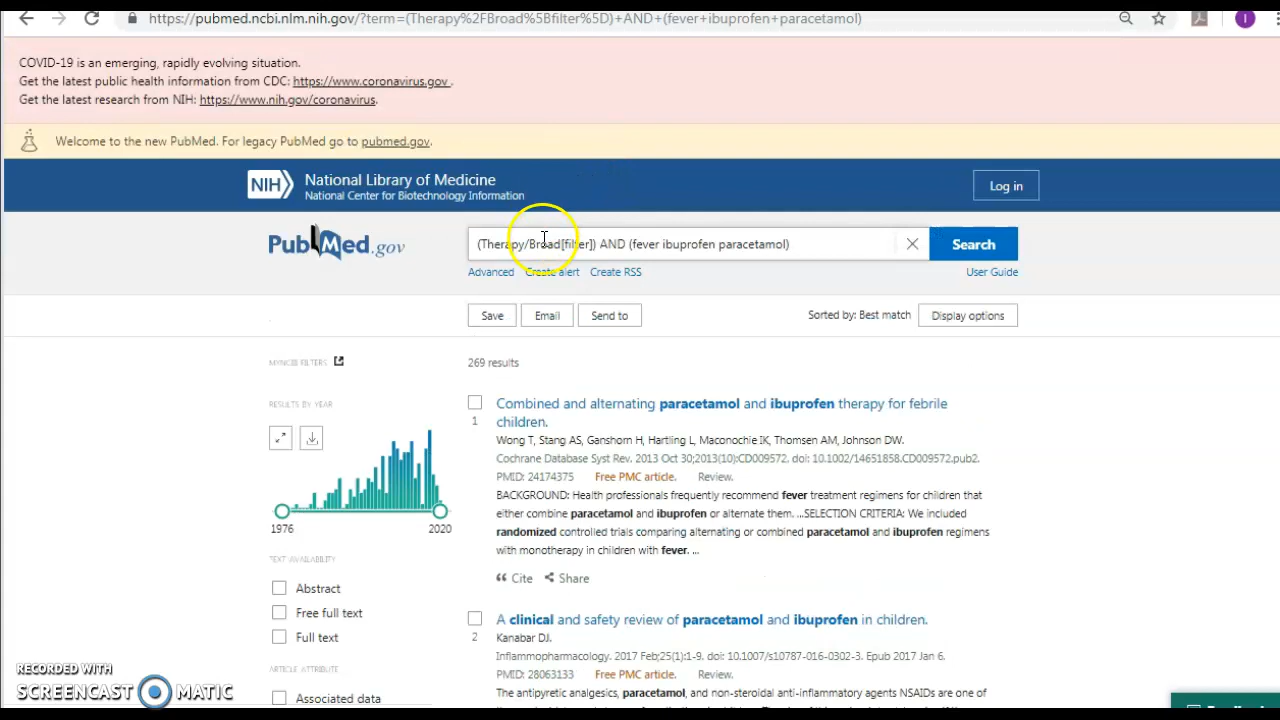 https://pubmed.ncbi.nlm.nih.gov/?term=(Therapy%2FBroad%5Bfilter%5D)+AND+(fever+ibuprofen+paracetamol)
COVID-19 is an emerging, rapidly evolving situation.
Get the latest public health information from CDC: https://www.coronavirus.gov .
Get the latest research from NIH: https://www.nih.gov/coronavirus.
Welcome to the new PubMed. For legacy PubMed go to pubmed.gov.
NIH National Library of Medicine
National Center for Biotechnology Information
Log in
PubMed.gov
(Therapy/Broad[filter]) AND (fever ibuprofen paracetamol)
Search
Advanced Create alert Create RSS User Guide
Save Email Send to Sorted by: Best match Display options
MYNCBI FILTERS
269 results
RESULTS BY YEAR
1976 2020
TEXT AVAILABILITY
Abstract
Free full text
Full text
ARTICLE ATTRIBUTE
Associated data
1
Combined and alternating paracetamol and ibuprofen therapy for febrile
children.
Wong T, Stang AS, Ganshorn H, Hartling L, Maconochie IK, Thomsen AM, Johnson DW.
Cochrane Database Syst Rev. 2013 Oct 30;2013(10):CD009572. doi: 10.1002/14651858.CD009572.pub2.
PMID: 24174375 Free PMC article. Review.
BACKGROUND: Health professionals frequently recommend fever treatment regimens for children that
either combine paracetamol and ibuprofen or alternate them. ...SELECTION CRITERIA: We included
randomized controlled trials comparing alternating or combined paracetamol and ibuprofen regimens
with monotherapy in children with fever. ...
Cite Share
2
A clinical and safety review of paracetamol and ibuprofen in children.
Kanabar DJ.
Inflammopharmacology. 2017 Feb;25(1):1-9. doi: 10.1007/s10787-016-0302-3. Epub 2017 Jan 6.
PMID: 28063133 Free PMC article. Review.
The antipyretic analgesics, paracetamol, and non-steroidal anti-inflammatory agents NSAIDs are one of
RECORDED WITH
SCREENCAST MATIC